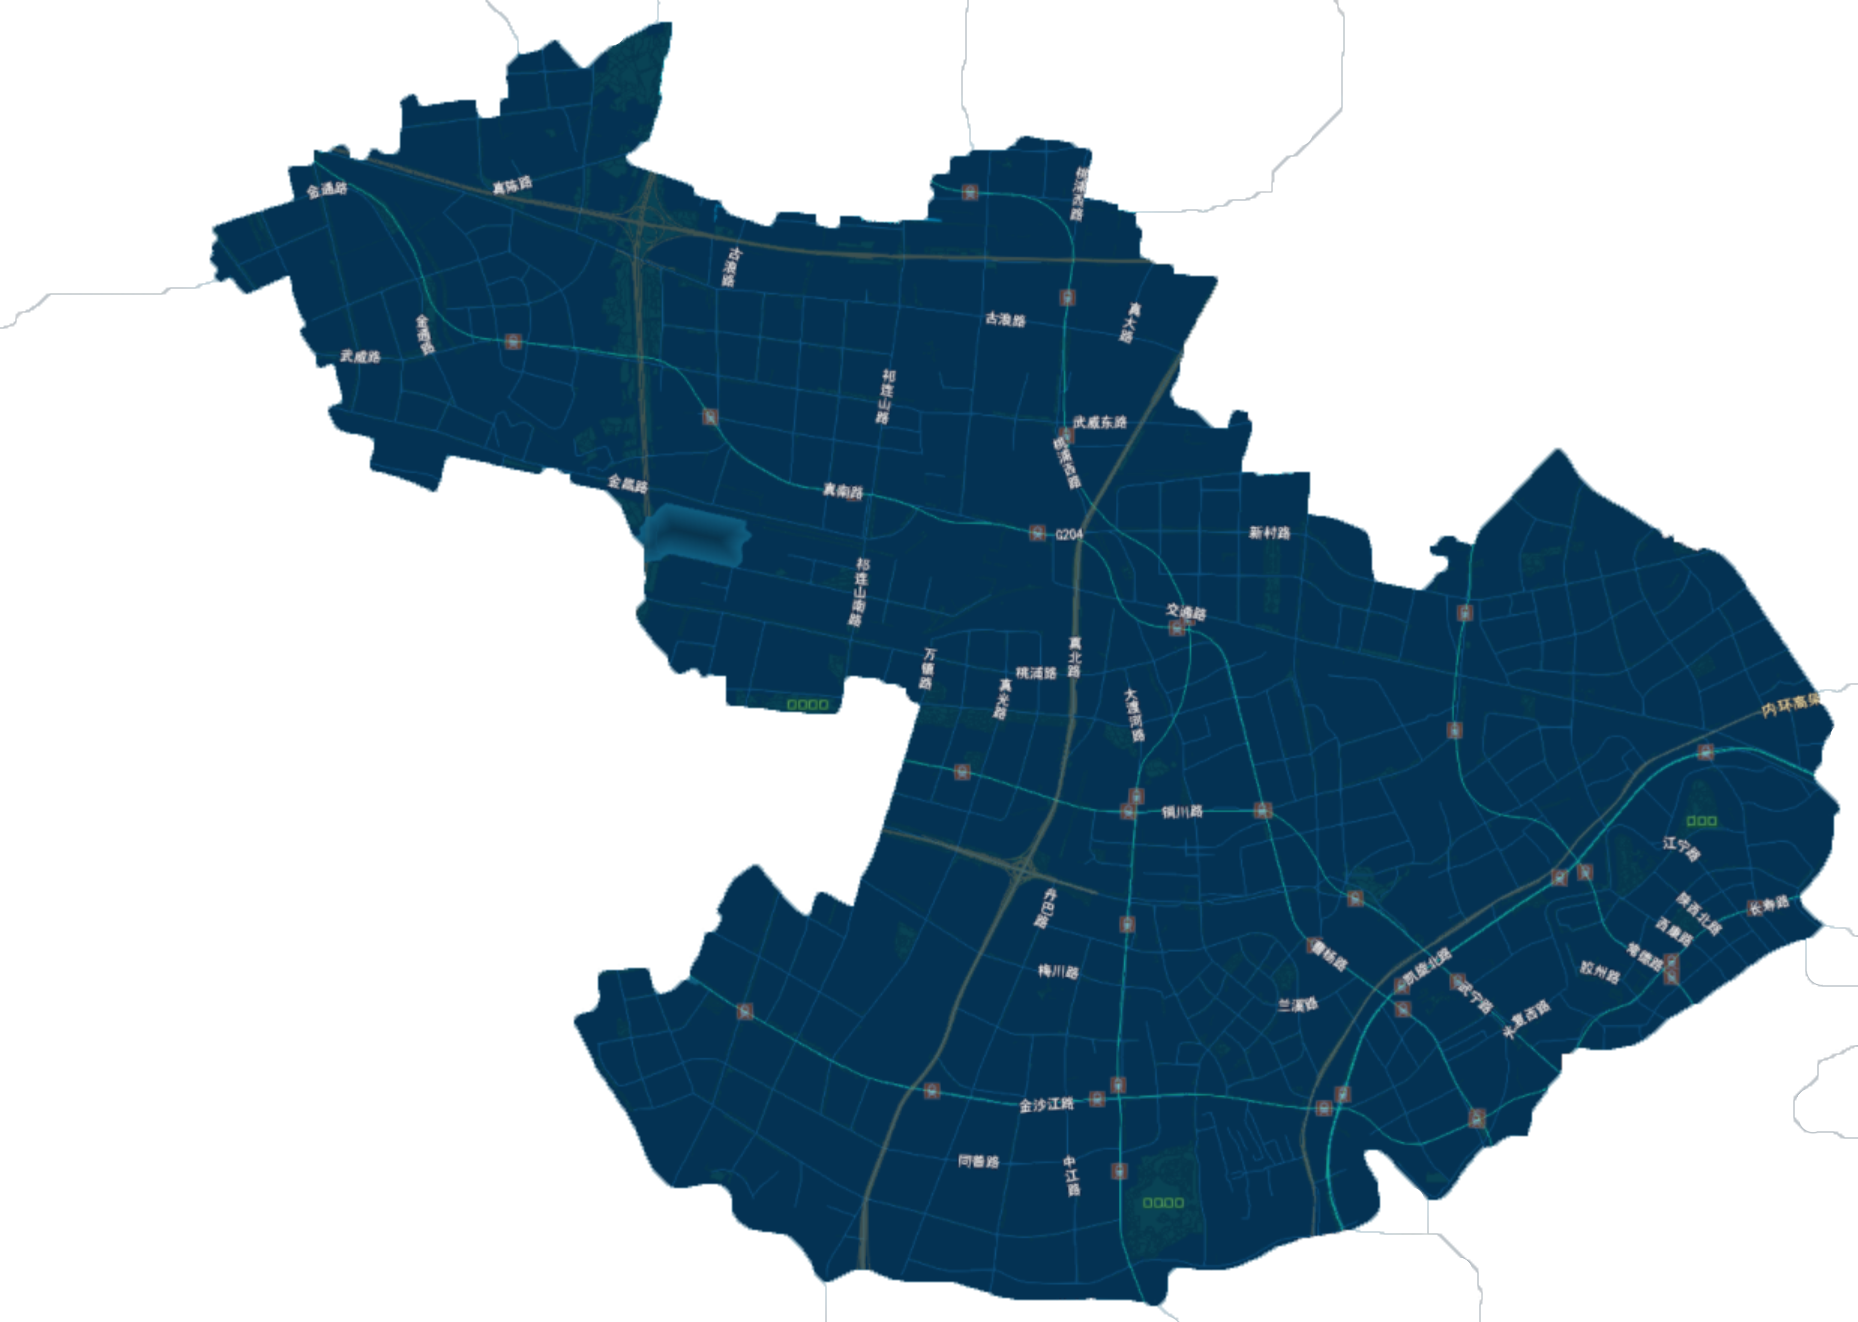 真陈路
金通路
桃浦西路
古浪路
古浪路
真大路
金通路
武威路
祁连山路
武威东路
桃浦西路
金昌路
真南路
G204
新村路
祁连山南路
交通路
真北路
万镇路
桃浦路
真光路
大渡河路
内环高架
铜川路
江宁路
丹巴路
陕西北路
长寿路
西康路
常德路
曹杨路
凯旋北路
梅川路
胶州路
武宁路
兰溪路
金沙江路
同普路
中江路